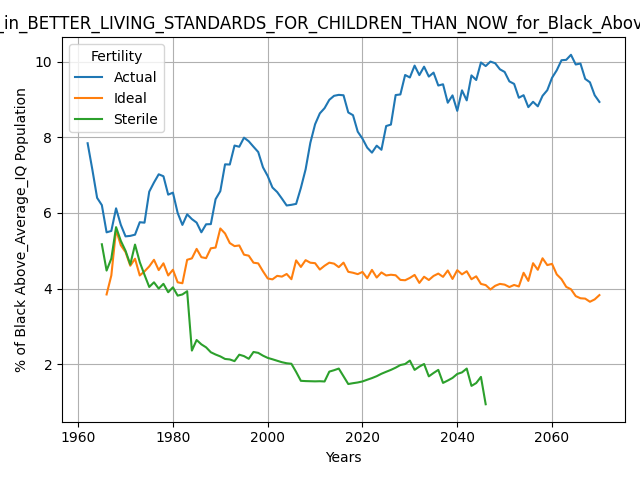 _in_BETTER_LIVING_STANDARDS_FOR_CHILDREN_THAN_NOW_for_Black_Above
Fertility
Actual
Ideal
Sterile
% of Black Above_Average_IQ Population
10
8
6
4
2
1960
1980
2000
2020
2040
2060
Years